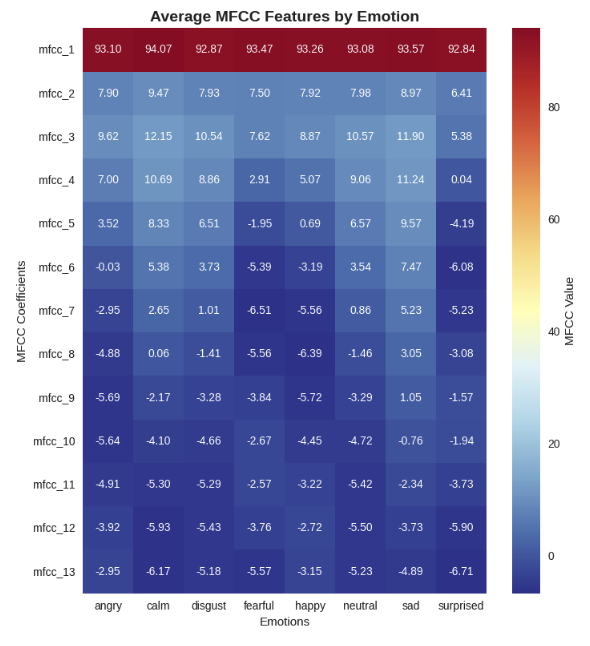 Average MFCC Features by Emotion
mfcc_1 93.10 94.07 92.87 93.47 93.26 93.08 93.57 92.84
mfcc_2 7.90 9.47 7.93 7.50 7.92 7.98 8.97 6.41
mfcc_3 9.62 12.15 10.54 7.62 8.87 10.57 11.90 5.38
mfcc_4 7.00 10.69 8.86 2.91 5.07 9.06 11.24 0.04
mfcc_5 3.52 8.33 6.51 -1.95 0.69 6.57 9.57 -4.19
mfcc_6 -0.03 5.38 3.73 -5.39 -3.19 3.54 7.47 -6.08
mfcc_7 -2.95 2.65 1.01 -6.51 -5.56 0.86 5.23 -5.23
mfcc_8 -4.88 0.06 -1.41 -5.56 -6.39 -1.46 3.05 -3.08
mfcc_9 -5.69 -2.17 -3.28 -3.84 -5.72 -3.29 1.05 -1.57
mfcc_10 -5.64 -4.10 -4.66 -2.67 -4.45 -4.72 -0.76 -1.94
mfcc_11 -4.91 -5.30 -5.29 -2.57 -3.22 -5.42 -2.34 -3.73
mfcc_12 -3.92 -5.93 -5.43 -3.76 -2.72 -5.50 -3.73 -5.90
mfcc_13 -2.95 -6.17 -5.18 -5.57 -3.15 -5.23 -4.89 -6.71
angry calm disgust fearful happy neutral sad surprised
Emotions
MFCC Coefficients
80
60
40
20
0
MFCC Value